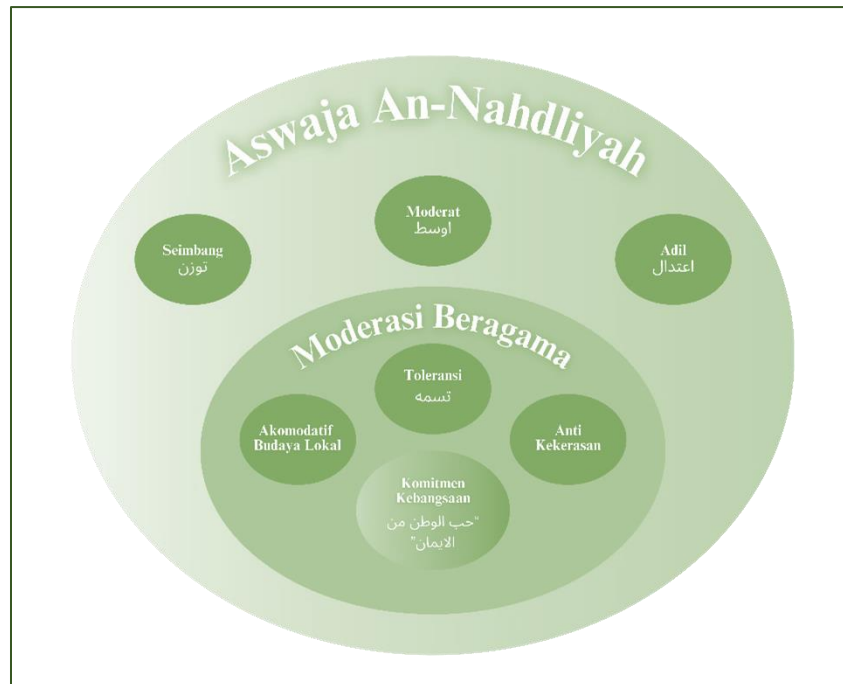 Aswaja An-Nahdliyah
Moderat
اوسط
Seimbang
توزن
Adil
اعتدال
Moderasi Beragama
Toleransi
تسمه
Akomodatif
Budaya Lokal
Anti
Kekerasan
Komitmen
Kebangsaan
"حب الوطن من
الايمان"